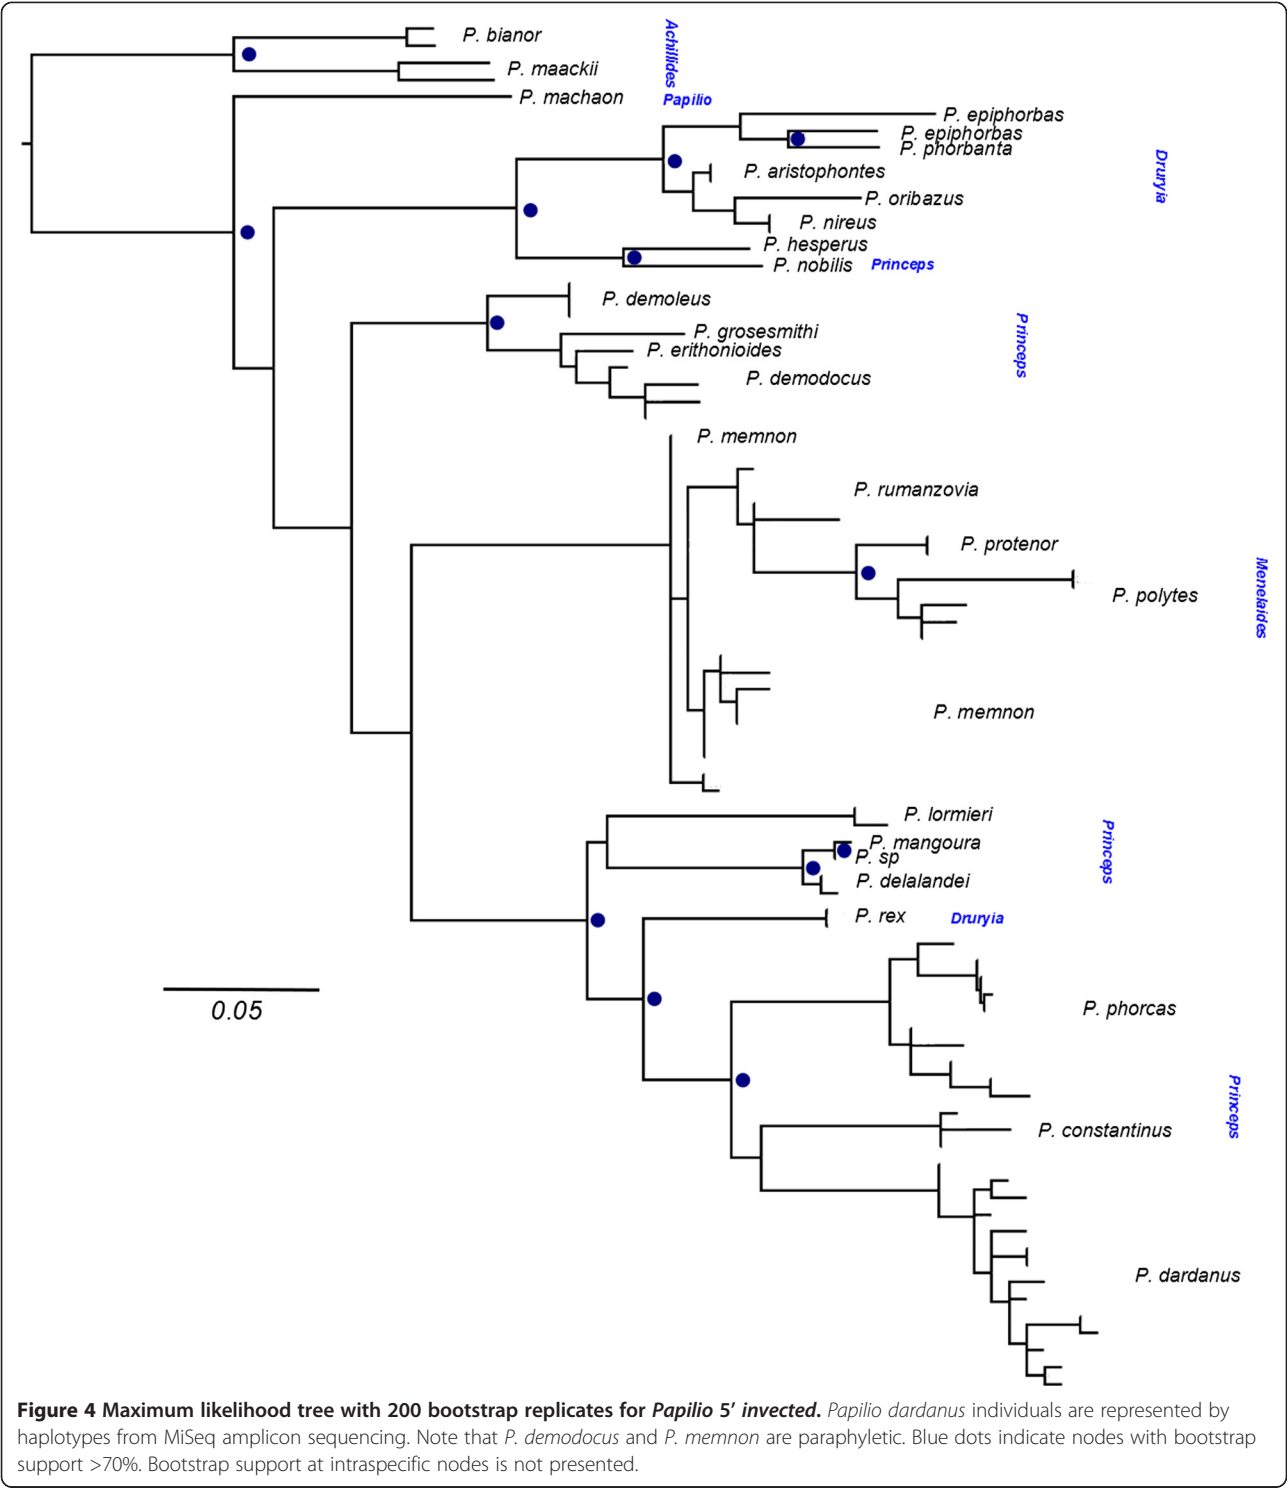 P. bianor
Achillides
P. maackii
P. machaon
Papilio
P. epiphorbas
P. epiphorbas
P. phorbanta
Druryia
P. aristophontes
P. oribazus
P. nireus
P. hesperus
P. nobilis
Princeps
P. demoleus
P. grosesmithi
Princeps
P. erithonioides
P. demodocus
P. memnon
P. rumanzovia
P. protenor
P. polytes
Menelaides
P. memnon
P. lormieri
P. mangoura
P. sp
Princeps
P. delalandei
P. rex
Druryia
0.05
P. phorcas
Princeps
P. constantinus
P. dardanus
Figure 4 Maximum likelihood tree with 200 bootstrap replicates for Papilio 5’ invected. Papilio dardanus individuals are represented by
haplotypes from MiSeq amplicon sequencing. Note that P. demodocus and P. memnon are paraphyletic. Blue dots indicate nodes with bootstrap
support >70%. Bootstrap support at intraspecific nodes is not presented.